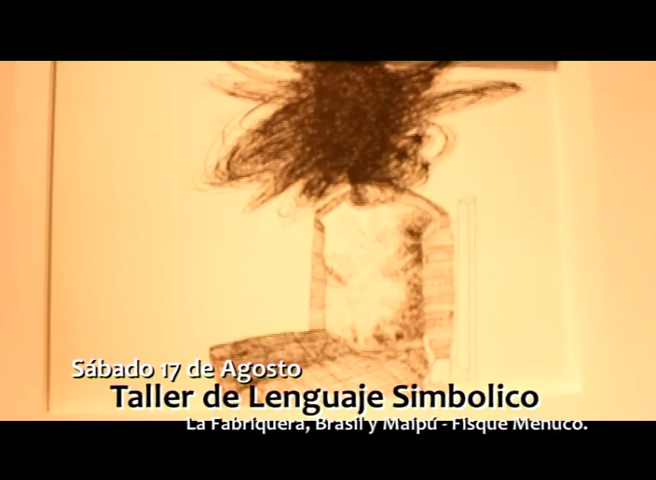 Sábado 17 de Agosto
Taller de Lenguaje Simbolico
La Fabriquera, Brasil y Maipú - Fisque Menuco.